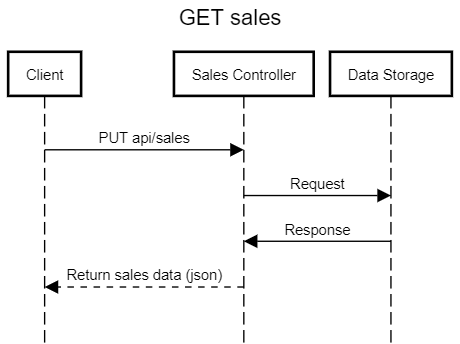 GET sales
Client
Sales Controller
Data Storage
PUT api/sales
Request
Response
Return sales data (json)